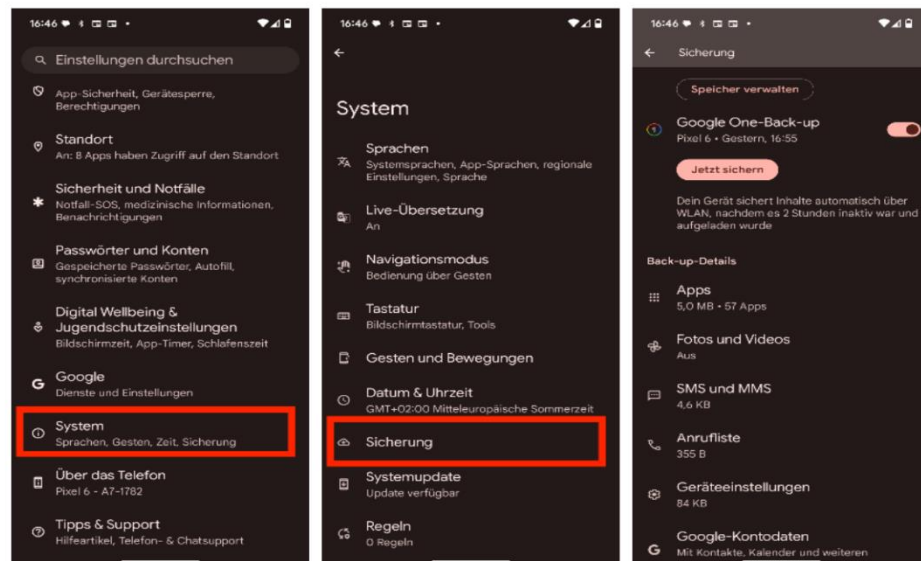 16:46
Einstellungen durchsuchen
App-Sicherheit, Gerätesperre,
Berechtigungen
Standort
An: 8 Apps haben Zugriff auf den Standort
Sicherheit und Notfälle
Notfall-SOS, medizinische Informationen,
Benachrichtigungen
Passwörter und Konten
Gespeicherte Passwörter, Autofill,
synchronisierte Konten
Digital Wellbeing &
Jugendschutzeinstellungen
Bildschirmzeit, App-Timer, Schlafenszeit
Google
Dienste und Einstellungen
System
Sprachen, Gesten, Zeit, Sicherung
Über das Telefon
Pixel 6 - A7-1782
Tipps & Support
Hilfeartikel, Telefon- & Chatsupport
16:46
System
Sprachen
Systemsprachen, App-Sprachen, regionale
Einstellungen, Sprache
Live-Übersetzung
An
Navigationsmodus
Bedienung über Gesten
Tastatur
Bildschirmtastatur, Tools
Gesten und Bewegungen
Datum & Uhrzeit
GMT+02:00 Mitteleuropäische Sommerzeit
Sicherung
Systemupdate
Update verfügbar
Regeln
0 Regeln
16:46
Sicherung
Speicher verwalten
Google One-Back-up
Pixel 6 • Gestern, 16:55
Jetzt sichern
Dein Gerät sichert Inhalte automatisch über
WLAN, nachdem es 2 Stunden inaktiv war und
aufgeladen wurde
Back-up-Details
Apps
5,0 MB • 57 Apps
Fotos und Videos
Aus
SMS und MMS
4,6 KB
Anrufliste
355 B
Geräteeinstellungen
84 KB
Google-Kontodaten
Mit Kontakte, Kalender und weiteren